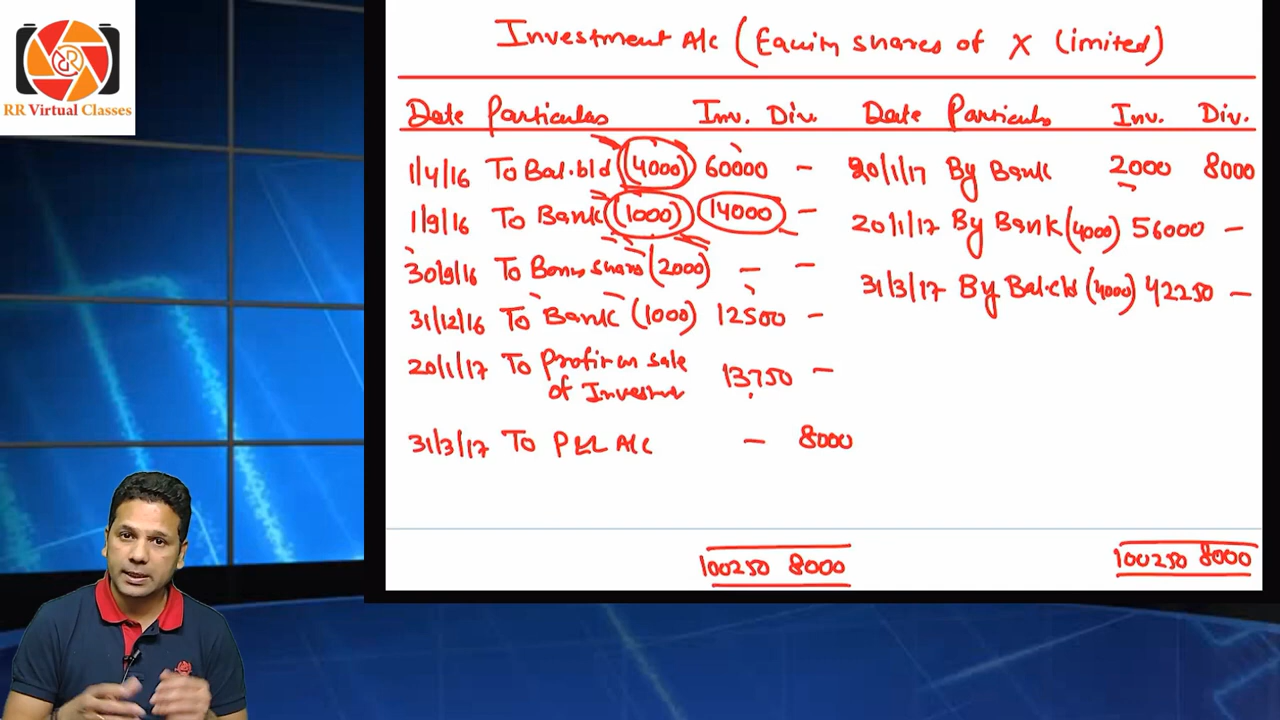 RR Virtual Classes
Investment A/c (Equity shares of X Limited)
Date Particulars Inv. Div. Date Particulars Inv. Div.
1/4/16 To Bal. b/d (4000) 60000 – 20/1/17 By Bank 2000 8000
1/9/16 To Bank (1000) 14000 – 20/1/17 By Bank (4000) 56000 –
30/9/16 To Bonus share (2000) – – 31/3/17 By Bal. c/d (4000) 42250 –
31/12/16 To Bank (1000) 12500 –
20/1/17 To Profit on sale
of Investment 13750 –
31/3/17 To P&L A/c – 8000
100250 8000 100250 8000